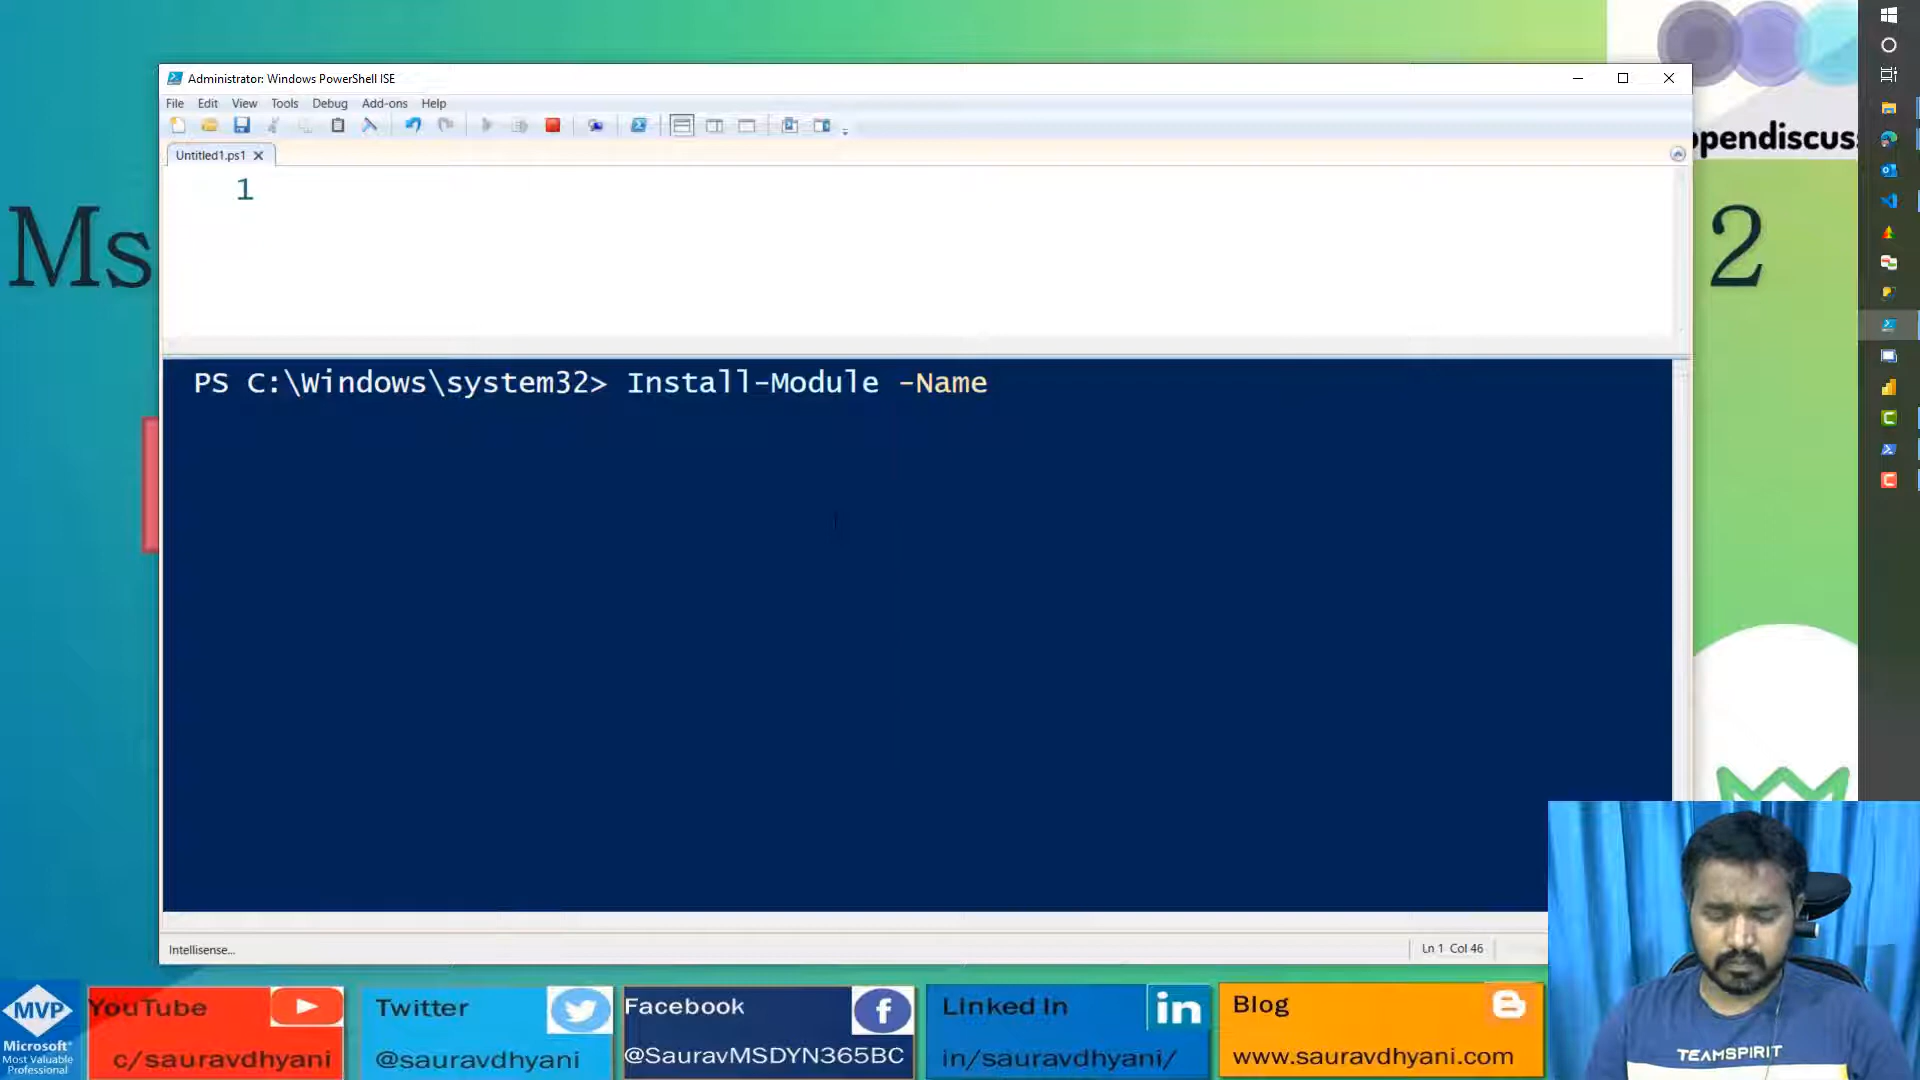 Administrator: Windows PowerShell ISE
File Edit View Tools Debug Add-ons Help
Untitled1.ps1
1
PS C:\Windows\system32> Install-Module -Name
Intellisense...
Ln 1 Col 46
Ms
2
opendiscuss
YouTube
c/sauravdhyani
Twitter
@sauravdhyani
Facebook
@SauravMSDYN365BC
Linked In
in/sauravdhyani/
Blog
www.sauravdhyani.com
MVP
Microsoft®
Most Valuable
Professional
TEAMSPIRIT